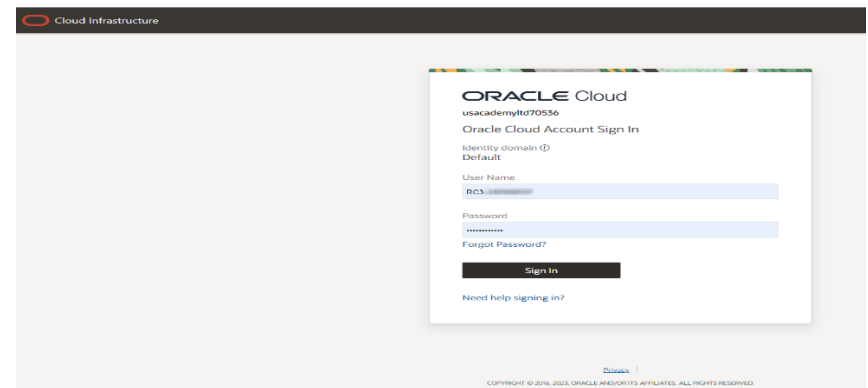 Cloud Infrastructure
ORACLE Cloud
usacademyltd70536
Oracle Cloud Account Sign In
Identity domain
Default
User Name
RC3
Password
••••••••••••
Forgot Password?
Sign In
Need help signing in?
Privacy |
COPYRIGHT © 2016, 2023, ORACLE AND/OR ITS AFFILIATES. ALL RIGHTS RESERVED.